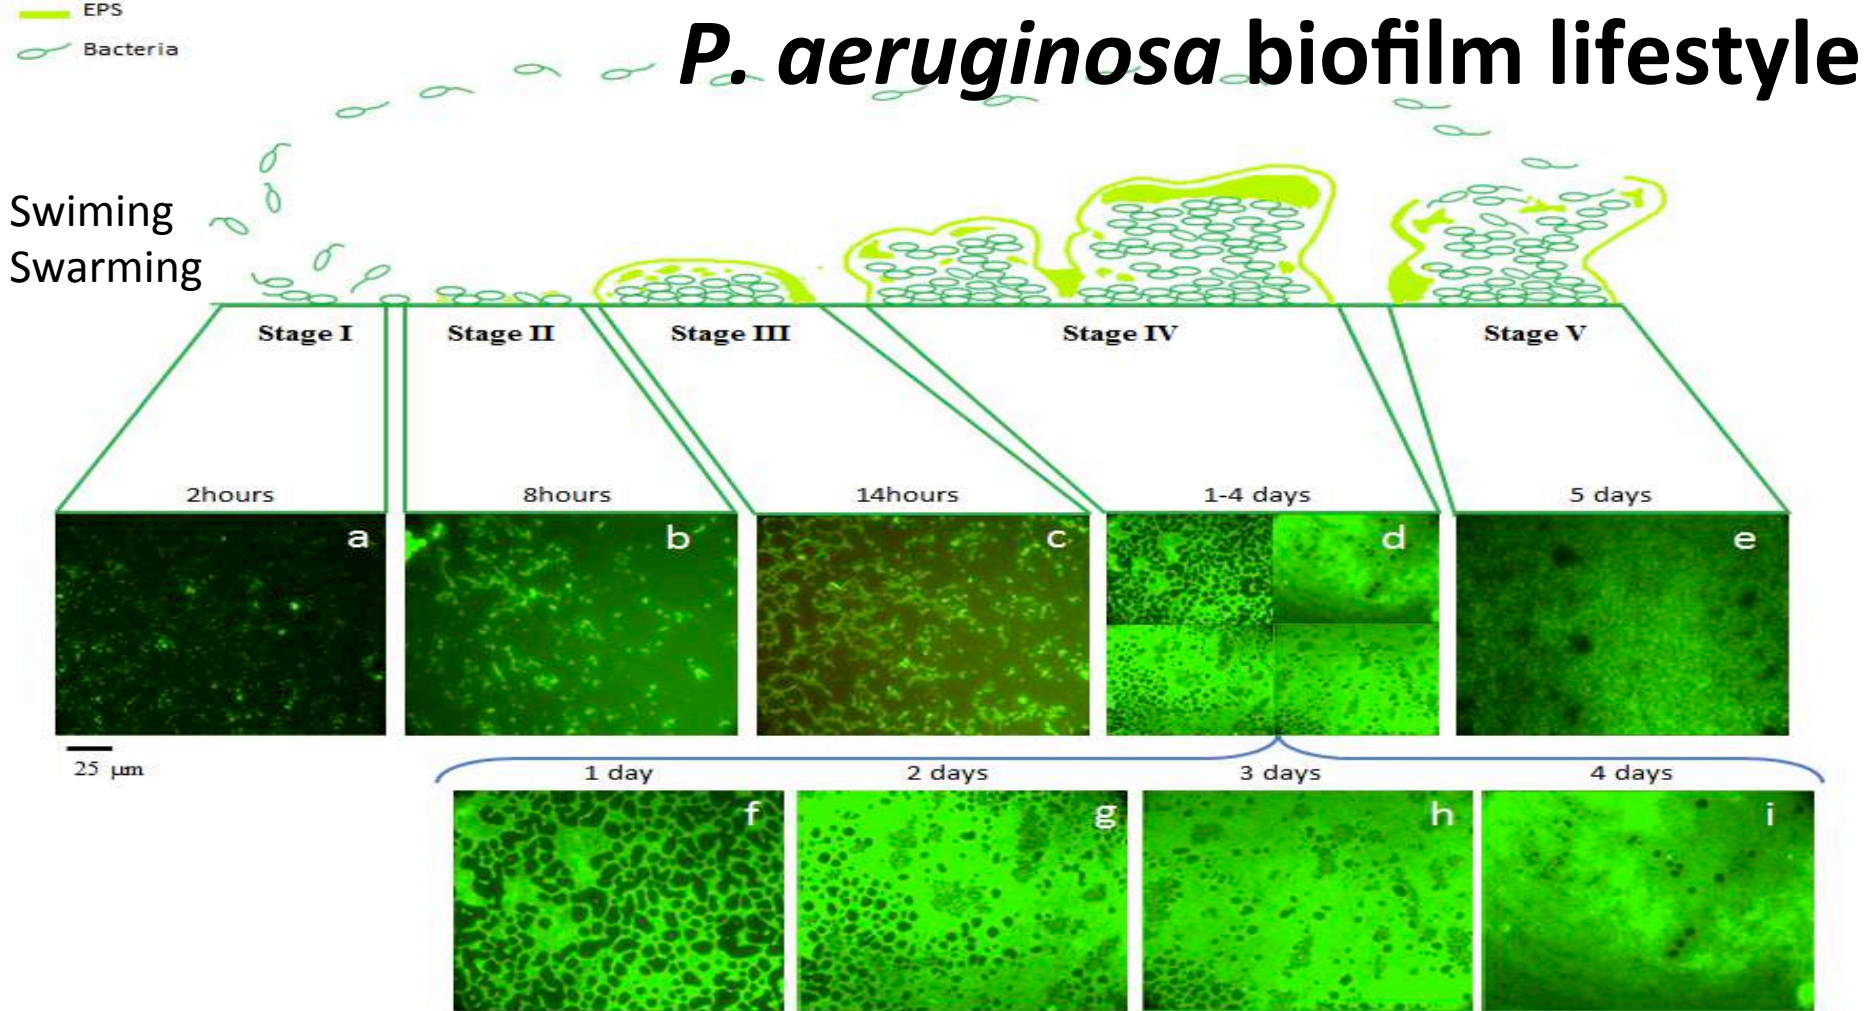 EPS
Bacteria
P. aeruginosa biofilm lifestyle
Swiming
Swarming
Stage I
Stage II
Stage III
Stage IV
Stage V
2hours
8hours
14hours
1-4 days
5 days
a
b
c
d
e
25 μm
1 day
2 days
3 days
4 days
f
g
h
i